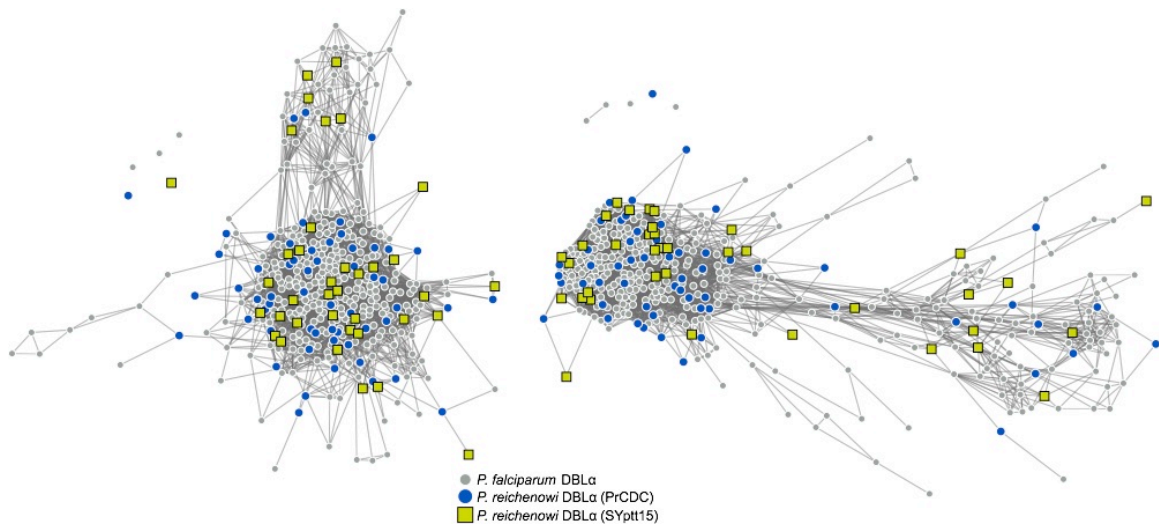 P. falciparum DBLα
P. reichenowi DBLα (PrCDC)
P. reichenowi DBLα (SYptt15)